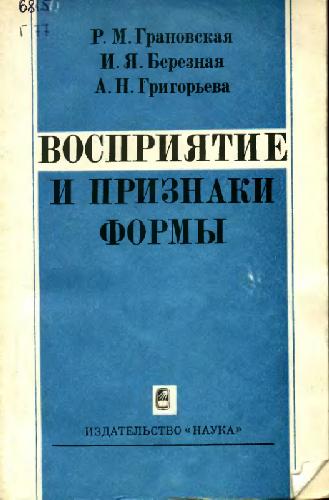 Р. М. Грановская
И. Я. Березная
А. Н. Григорьева
ВОСПРИЯТИЕ
И ПРИЗНАКИ
ФОРМЫ
ИЗДАТЕЛЬСТВО «НАУКА»